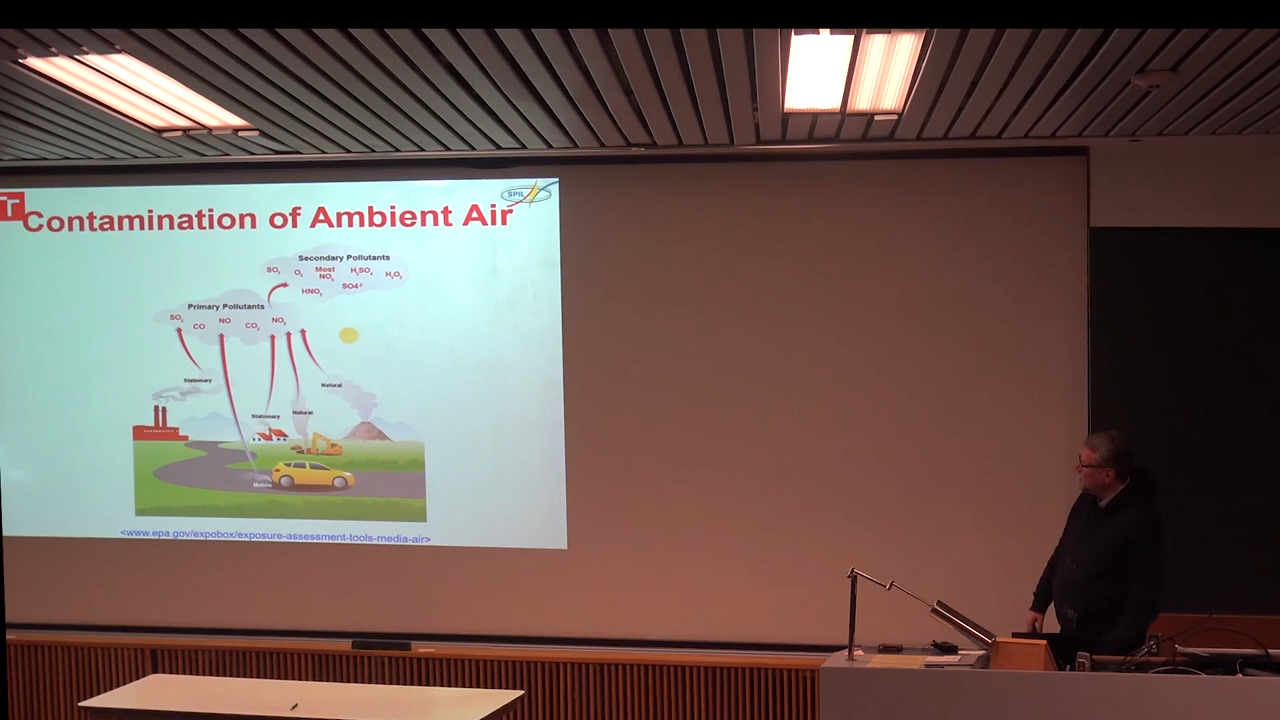 T
SPIL
Contamination of Ambient Air
Secondary Pollutants
SO₃ O₃ Most NO₃ H₂SO₄ H₂O₂
HNO₃ SO4
Primary Pollutants
SO₂ CO NO CO₂ NO₂
Stationary
Natural
Stationary
Natural
Mobile
<www.epa.gov/expobox/exposure-assessment-tools-media-air>